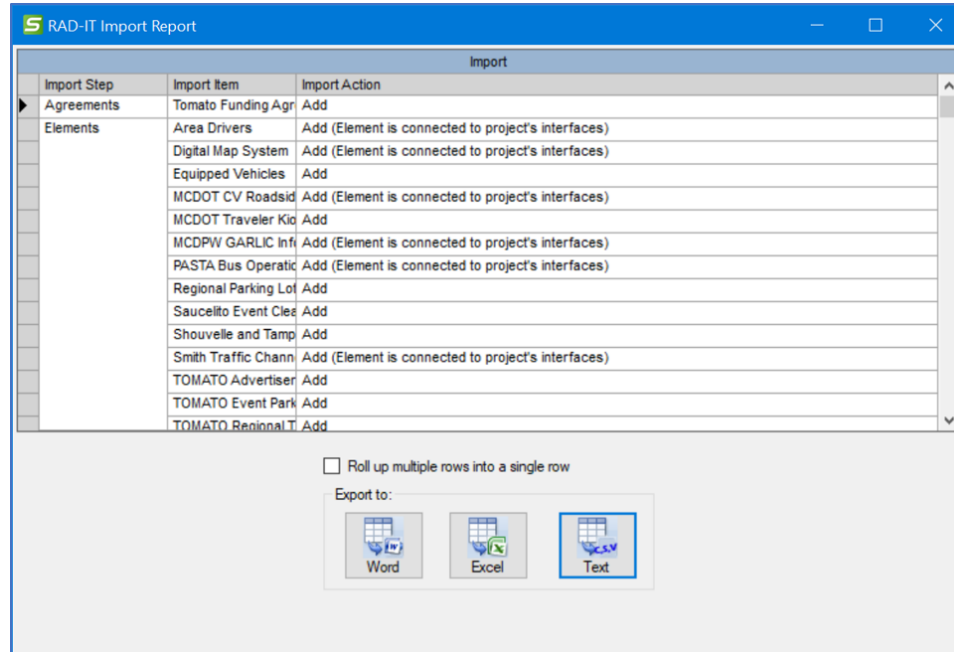 RAD-IT Import Report
Import
Import Step Import Item Import Action
Agreements Tomato Funding Agr Add
Elements Area Drivers Add (Element is connected to project's interfaces)
Digital Map System Add (Element is connected to project's interfaces)
Equipped Vehicles Add
MCDOT CV Roadsid Add (Element is connected to project's interfaces)
MCDOT Traveler Kio Add
MCDPW GARLIC Inf Add (Element is connected to project's interfaces)
PASTA Bus Operatic Add (Element is connected to project's interfaces)
Regional Parking Lot Add
Saucelito Event Clea Add
Shouvelle and Tamp Add
Smith Traffic Chann Add (Element is connected to project's interfaces)
TOMATO Advertiser Add
TOMATO Event Park Add
TOMATO Regional T Add
Roll up multiple rows into a single row
Export to:
Word Excel Text